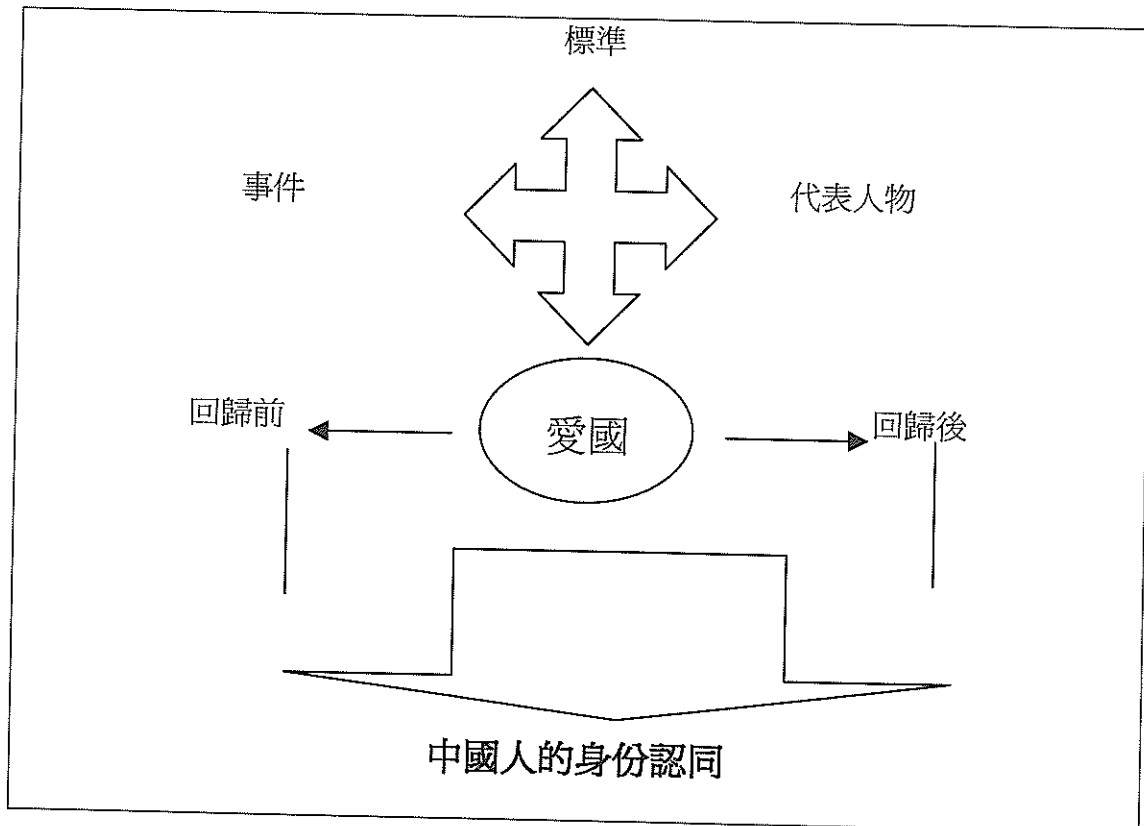 標準
事件
代表人物
回歸前
愛國
回歸後
中國人的身份認同